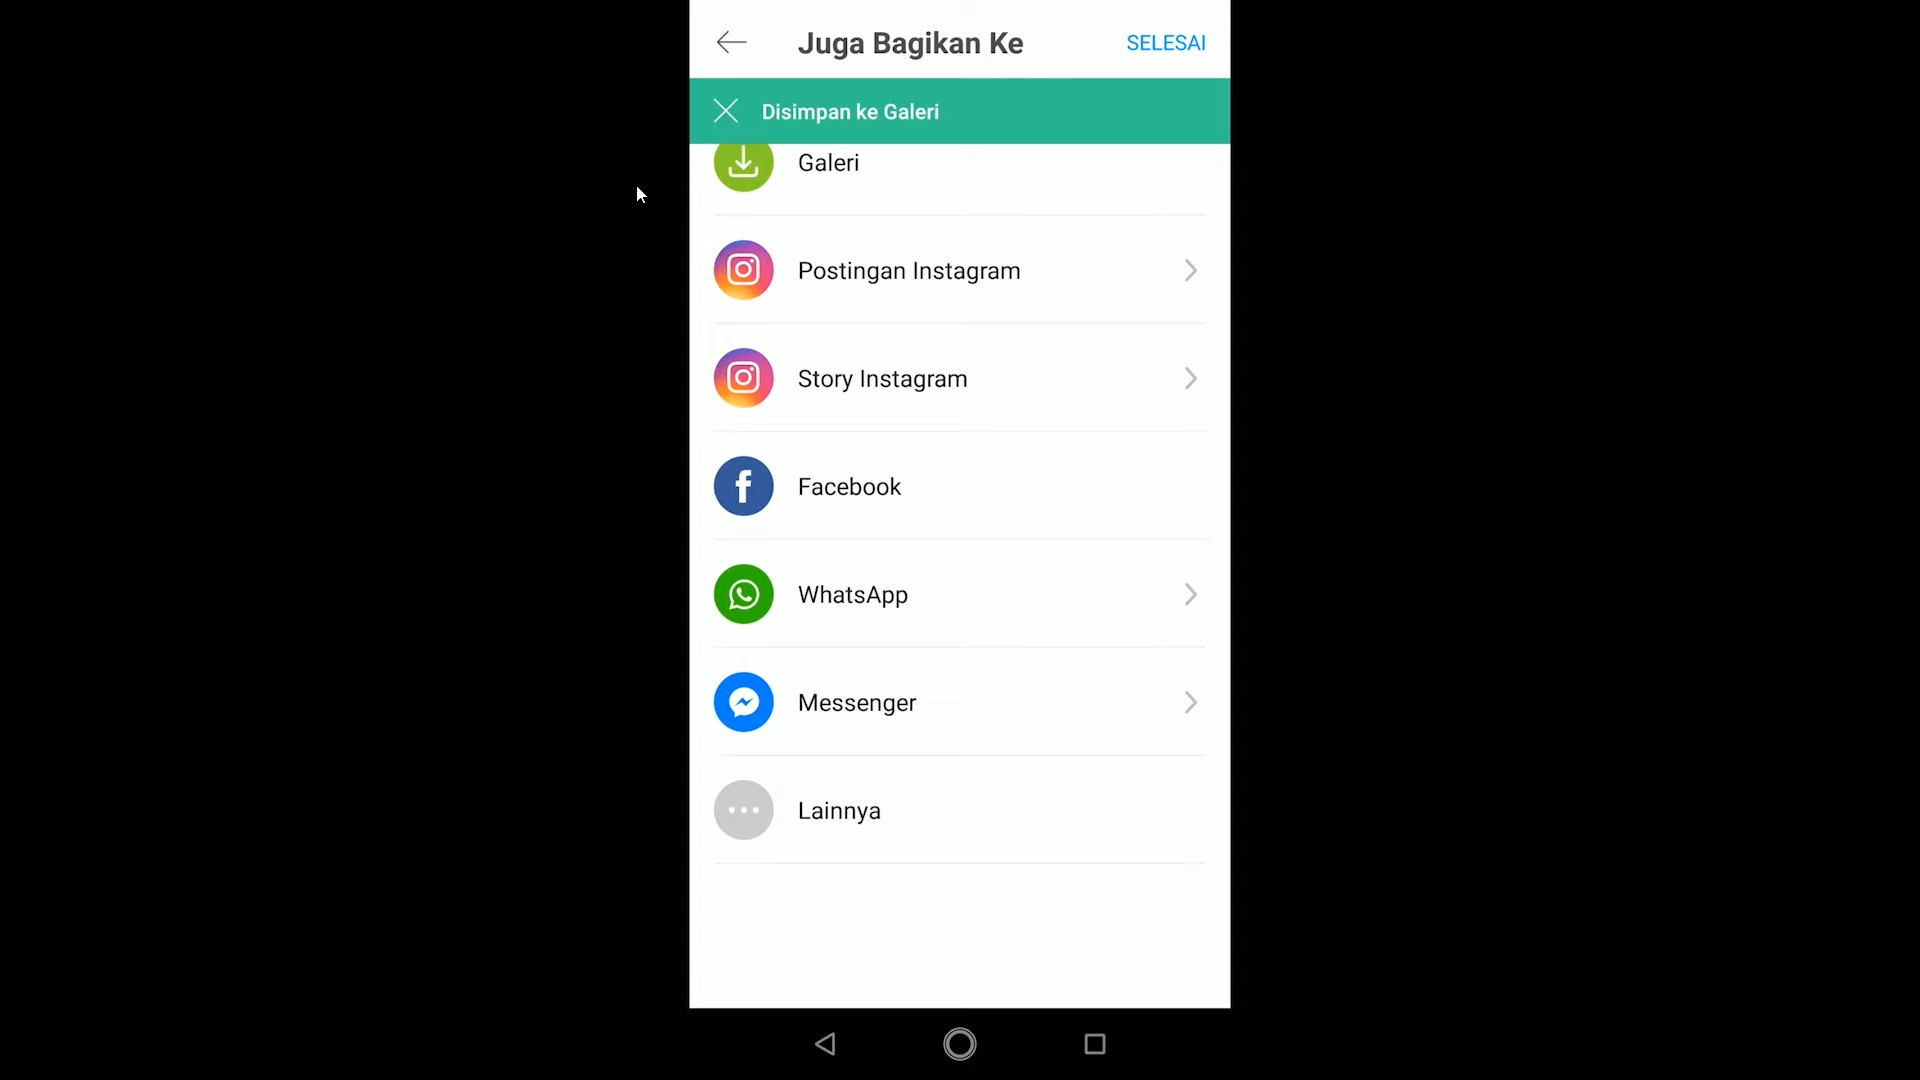 Juga Bagikan Ke
SELESAI
Disimpan ke Galeri
Galeri
Postingan Instagram
Story Instagram
Facebook
WhatsApp
Messenger
Lainnya